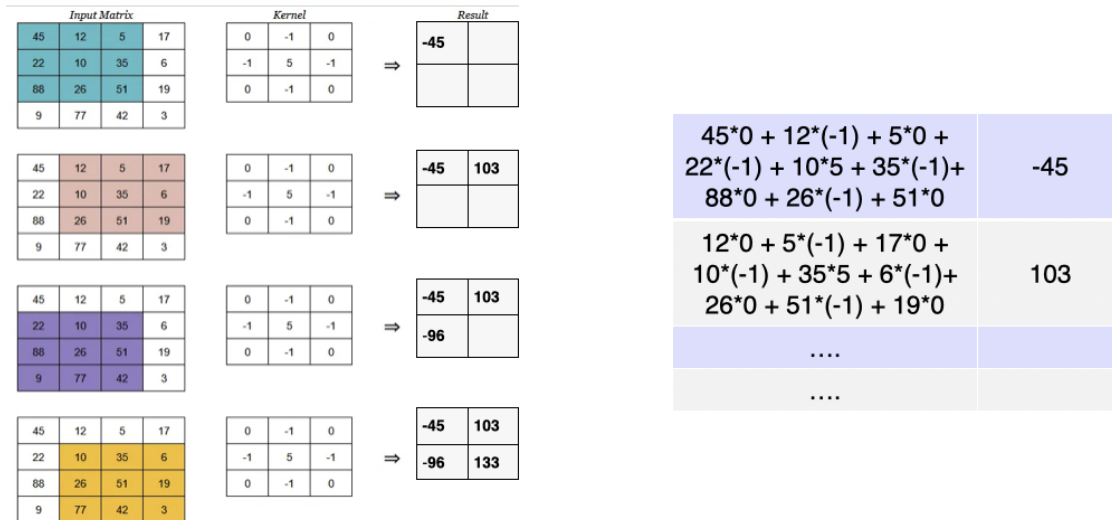 Input Matrix Kernel Result
45 12 5 17 0 -1 0 -45
22 10 35 6 -1 5 -1 ⇒
88 26 51 19 0 -1 0
9 77 42 3
45 12 5 17 0 -1 0 -45 103
22 10 35 6 -1 5 -1 ⇒
88 26 51 19 0 -1 0
9 77 42 3
45 12 5 17 0 -1 0 -45 103
22 10 35 6 -1 5 -1 ⇒ -96
88 26 51 19 0 -1 0
9 77 42 3
45 12 5 17 0 -1 0 -45 103
22 10 35 6 -1 5 -1 ⇒ -96 133
88 26 51 19 0 -1 0
9 77 42 3
45*0 + 12*(-1) + 5*0 +
22*(-1) + 10*5 + 35*(-1)+
88*0 + 26*(-1) + 51*0
-45
12*0 + 5*(-1) + 17*0 +
10*(-1) + 35*5 + 6*(-1)+
26*0 + 51*(-1) + 19*0
103
....
....